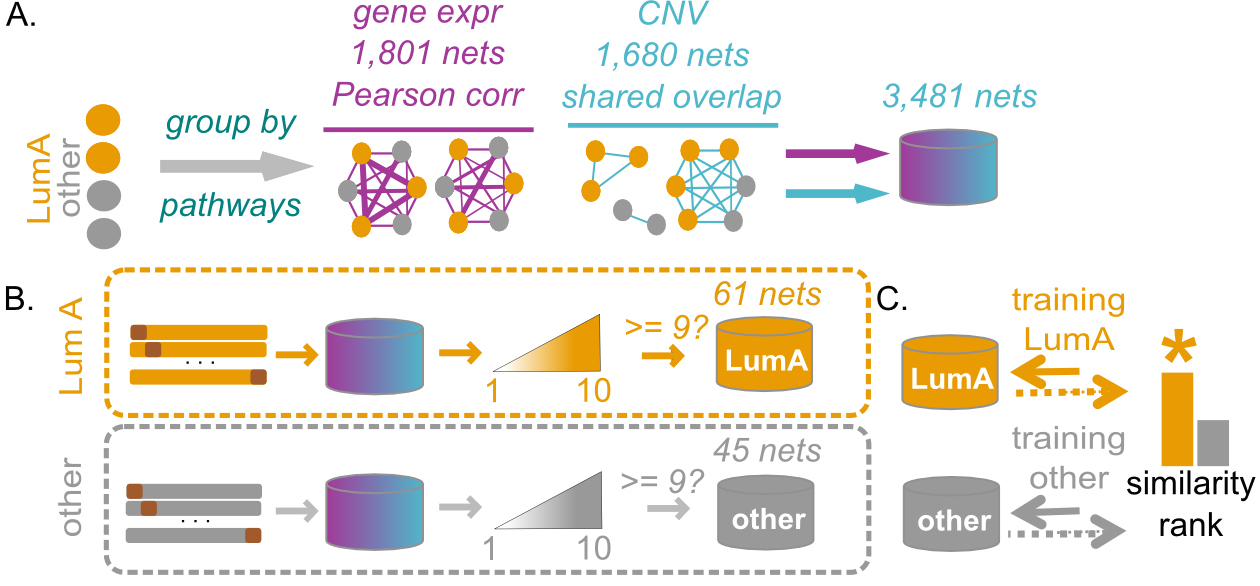 A.
gene expr
1,801 nets
Pearson corr
CNV
1,680 nets
shared overlap
3,481 nets
LumA
other
group by
pathways
B.
Lum A
...
1
10
>= 9?
61 nets
LumA
other
...
1
10
>= 9?
45 nets
other
C.
training
LumA
LumA
*
training
other
other
similarity
rank